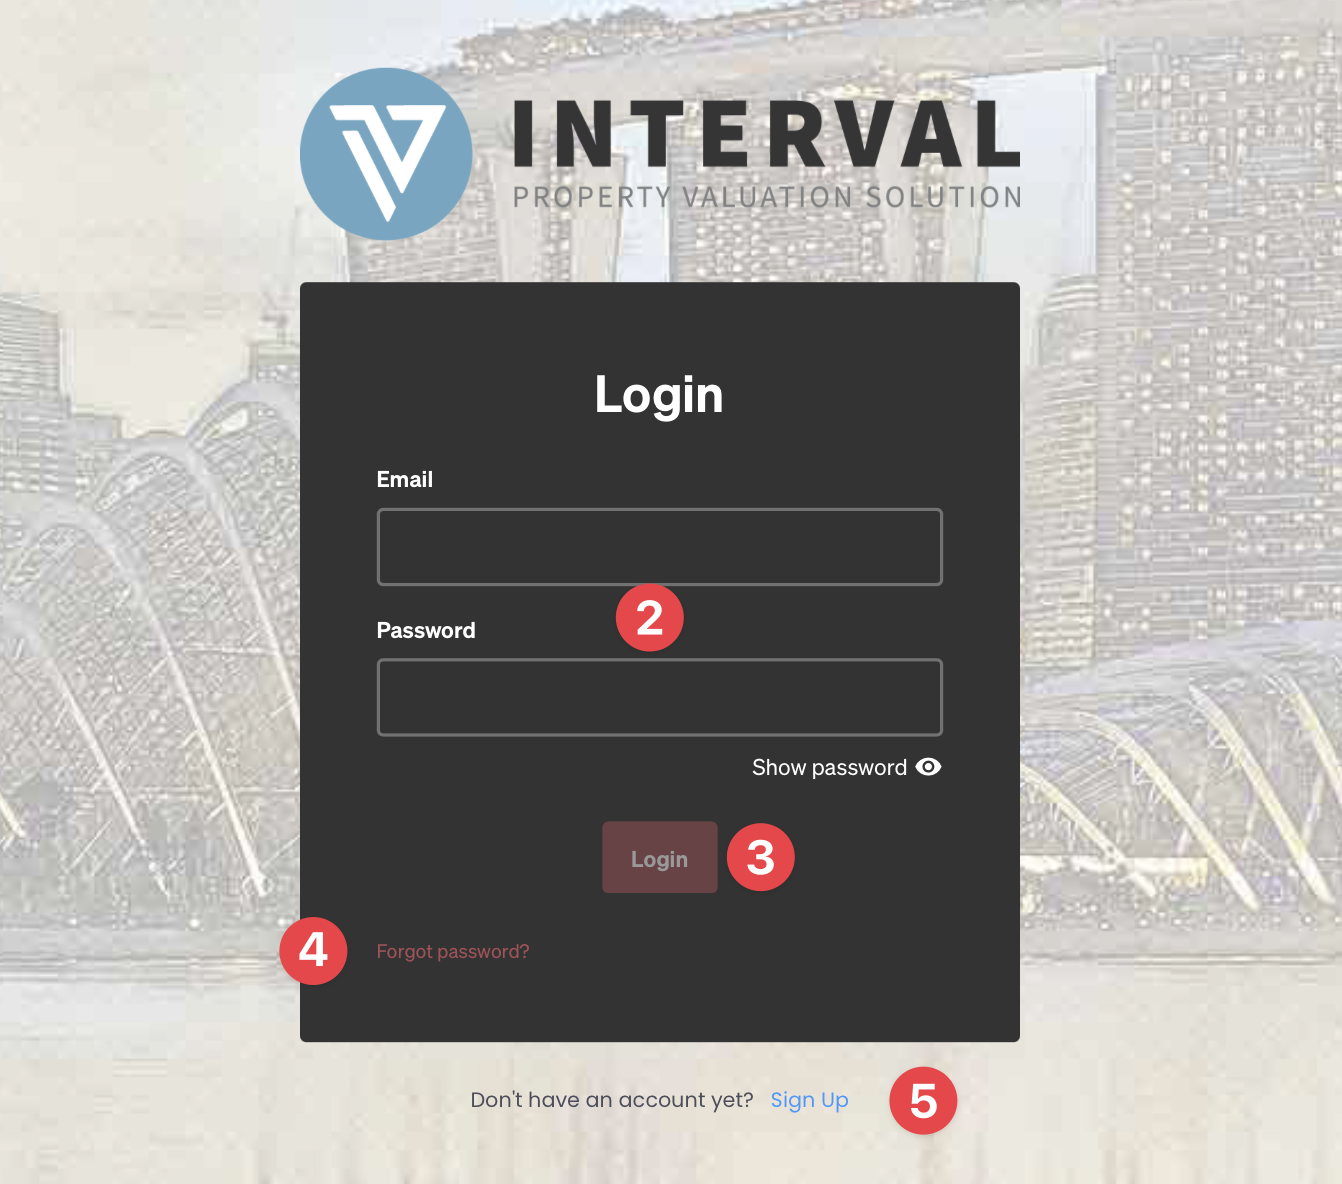 INTERVAL
PROPERTY VALUATION SOLUTION
Login
Email
2
Password
Show password
Login
3
4
Forgot password?
Don't have an account yet? Sign Up
5